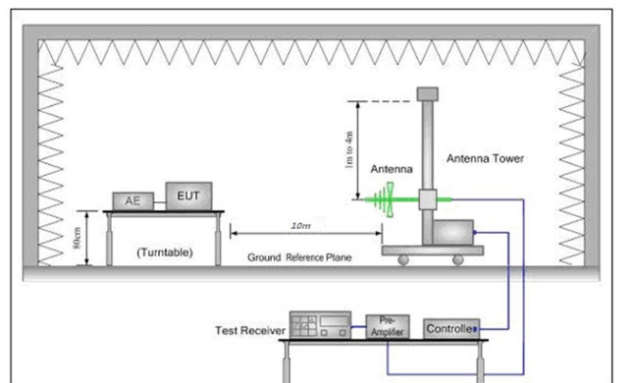 1m to 4m
Antenna
Antenna Tower
AE
EUT
80cm
(Turntable)
10m
Ground Reference Plane
Test Receiver
Pre-
Amplifier
Controller